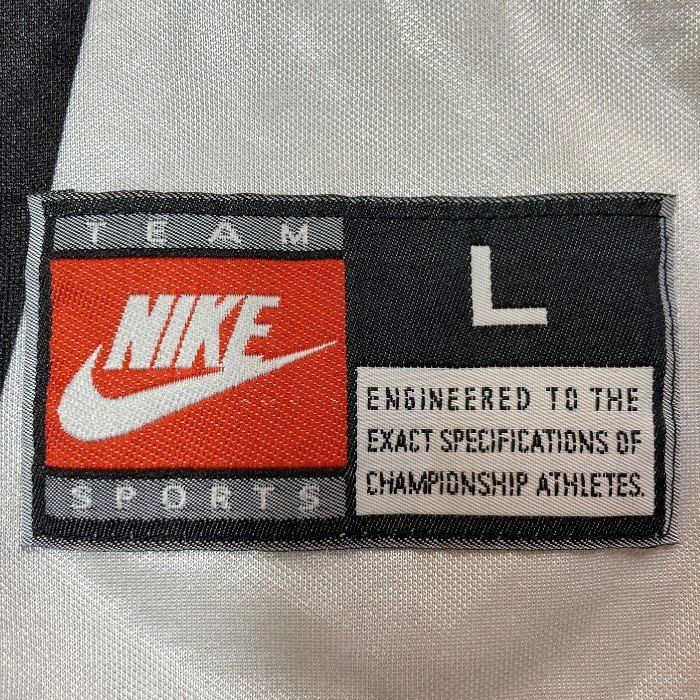 TEAM
NIKE
SPORTS
L
ENGINEERED TO THE
EXACT SPECIFICATIONS OF
CHAMPIONSHIP ATHLETES.